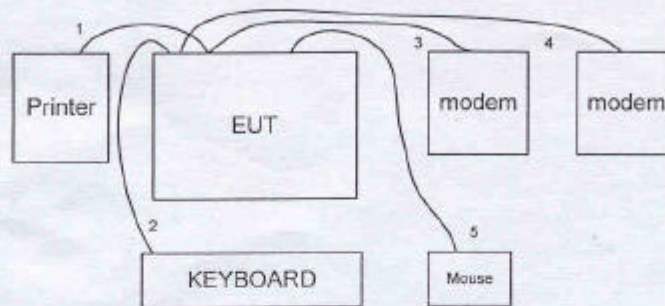 1
3
4
Printer
EUT
modem
modem
2
5
KEYBOARD
Mouse